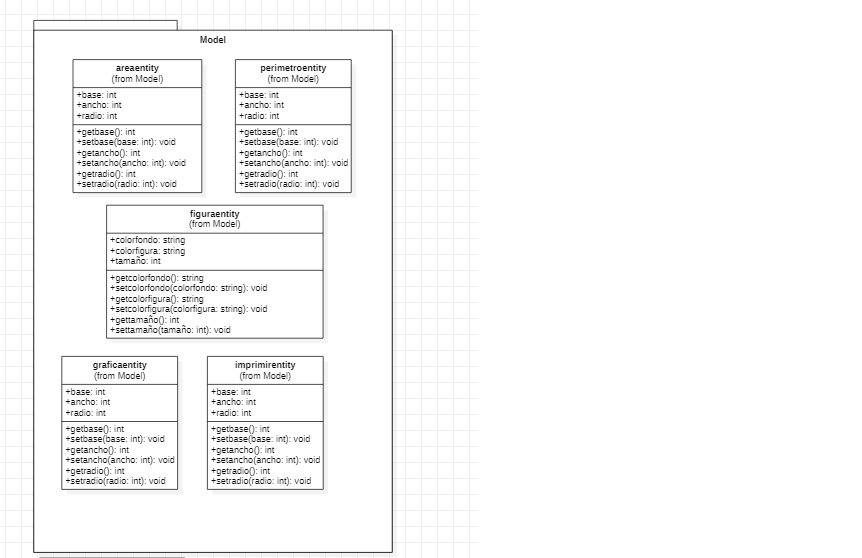 Model
areaentity
(from Model)
+base: int
+ancho: int
+radio: int
+getbase(): int
+setbase(base: int): void
+getancho(): int
+setancho(ancho: int): void
+getradio(): int
+setradio(radio: int): void
perimetroentity
(from Model)
+base: int
+ancho: int
+radio: int
+getbase(): int
+setbase(base: int): void
+getancho(): int
+setancho(ancho: int): void
+getradio(): int
+setradio(radio: int): void
figuraentity
(from Model)
+colorfondo: string
+colorfigura: string
+tamaño: int
+getcolorfondo(): string
+setcolorfondo(colorfondo: string): void
+getcolorfigura(): string
+setcolorfigura(colorfigura: string): void
+gettamaño(): int
+settamaño(tamaño: int): void
graficaentity
(from Model)
+base: int
+ancho: int
+radio: int
+getbase(): int
+setbase(base: int): void
+getancho(): int
+setancho(ancho: int): void
+getradio(): int
+setradio(radio: int): void
imprimirentity
(from Model)
+base: int
+ancho: int
+radio: int
+getbase(): int
+setbase(base: int): void
+getancho(): int
+setancho(ancho: int): void
+getradio(): int
+setradio(radio: int): void